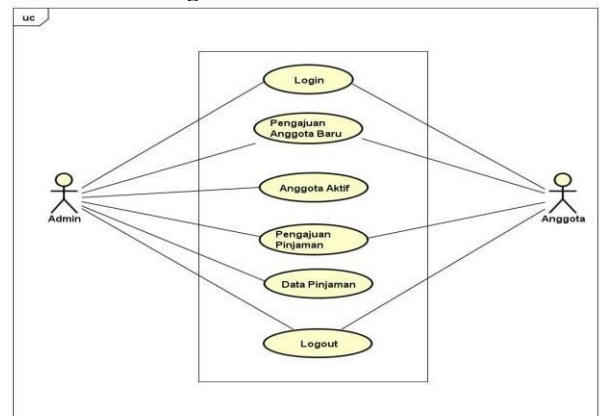 uc
Login
Pengajuan
Anggota Baru
Anggota Aktif
Admin
Anggota
Pengajuan
Pinjaman
Data Pinjaman
Logout